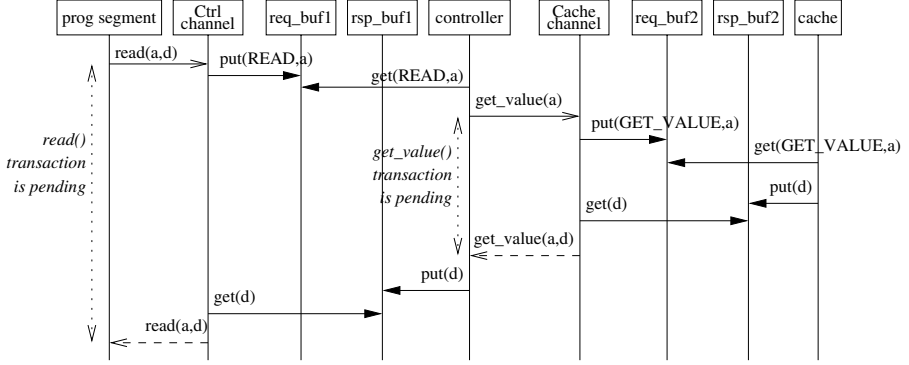 prog segment
Ctrl
channel
req_buf1
rsp_buf1
controller
Cache
channel
req_buf2
rsp_buf2
cache
read(a,d)
put(READ,a)
get(READ,a)
get_value(a)
put(GET_VALUE,a)
read()
transaction
is pending
get_value()
transaction
is pending
get(GET_VALUE,a)
put(d)
get(d)
get_value(a,d)
put(d)
get(d)
read(a,d)